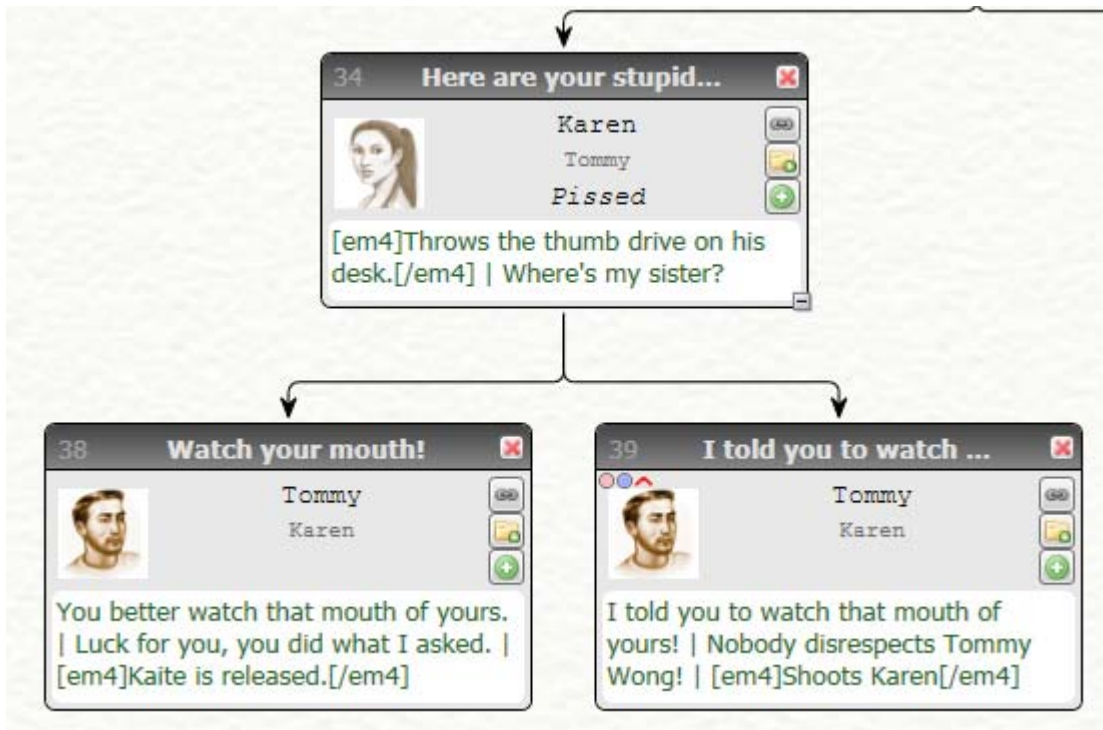 34 Here are your stupid...
Karen
Tommy
Pissed
[em4]Throws the thumb drive on his
desk.[/em4] | Where's my sister?
38 Watch your mouth!
Tommy
Karen
You better watch that mouth of yours.
| Luck for you, you did what I asked. |
[em4]Kaite is released.[/em4]
39 I told you to watch ...
Tommy
Karen
I told you to watch that mouth of
yours! | Nobody disrespects Tommy
Wong! | [em4]Shoots Karen[/em4]